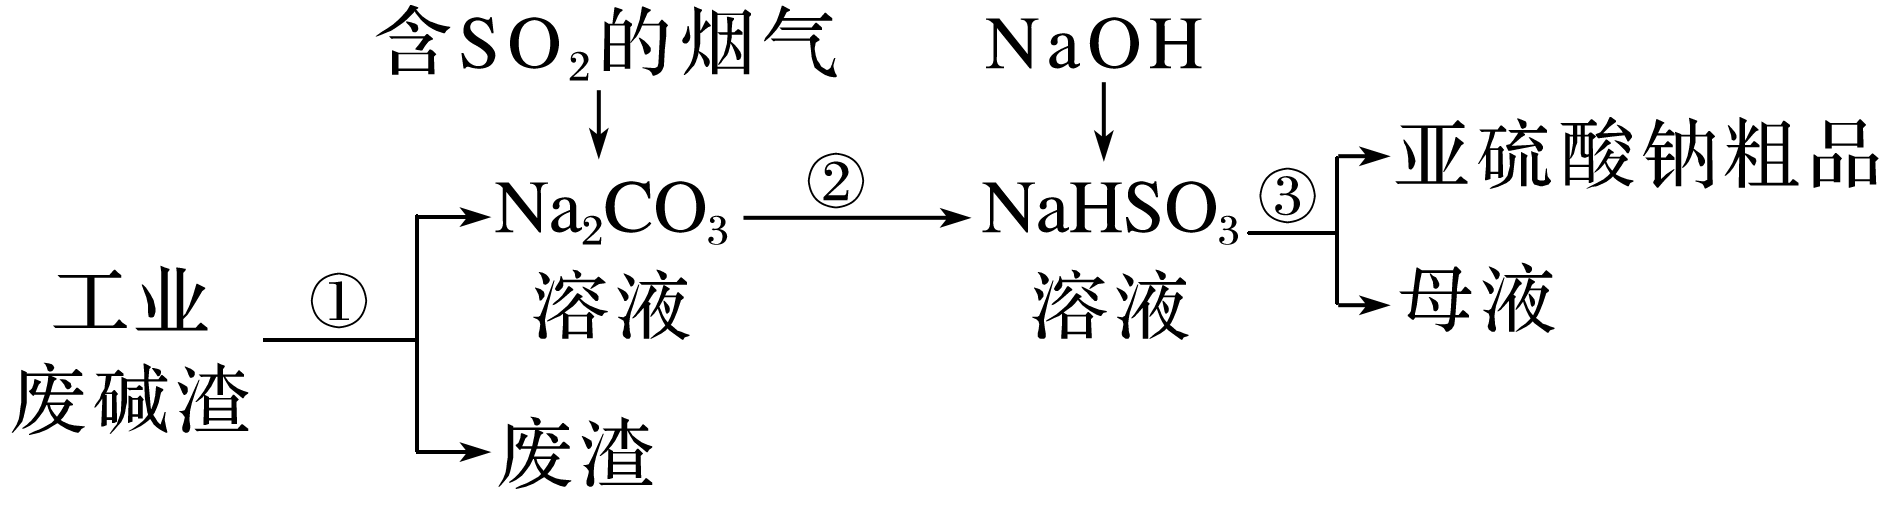 含SO₂的烟气
NaOH
工业
废碱渣
①
Na₂CO₃
溶液
废渣
②
NaHSO₃
溶液
③
亚硫酸钠粗品
母液